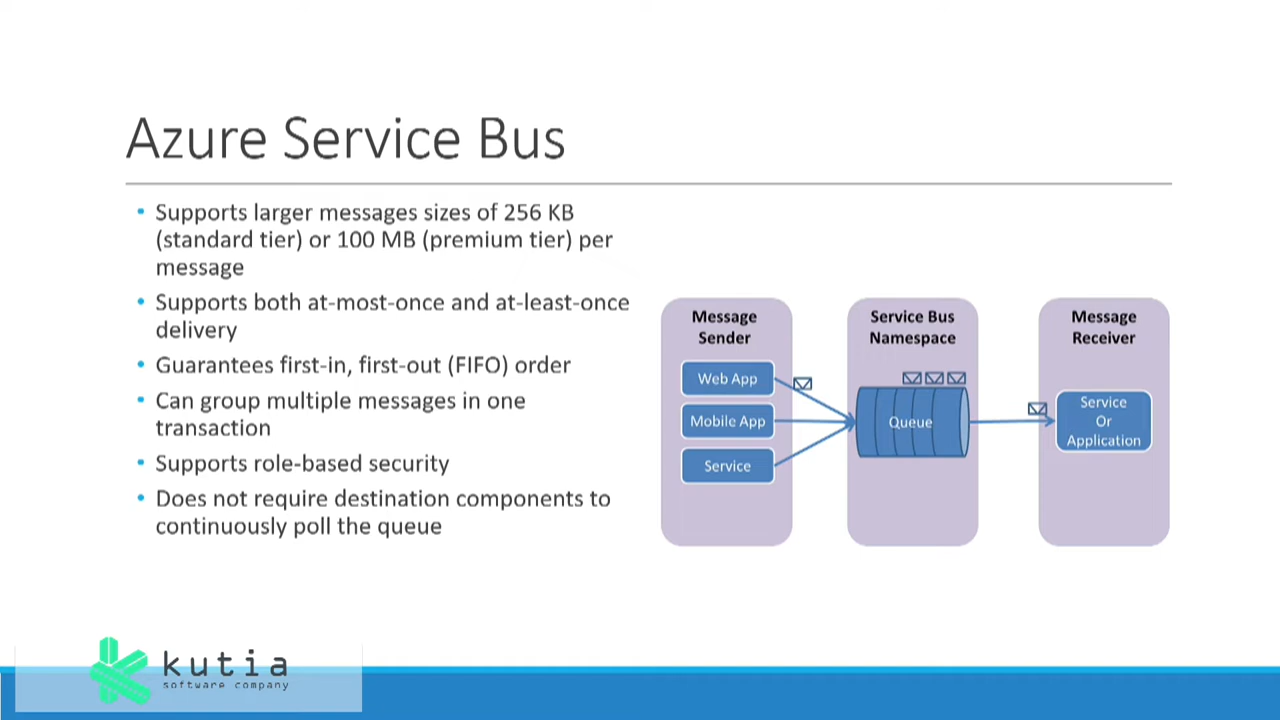 Azure Service Bus
• Supports larger messages sizes of 256 KB
(standard tier) or 100 MB (premium tier) per
message
• Supports both at-most-once and at-least-once
delivery
• Guarantees first-in, first-out (FIFO) order
• Can group multiple messages in one
transaction
• Supports role-based security
• Does not require destination components to
continuously poll the queue
Message
Sender
Web App
Mobile App
Service
Service Bus
Namespace
Queue
Message
Receiver
Service
Or
Application
kutia
software company